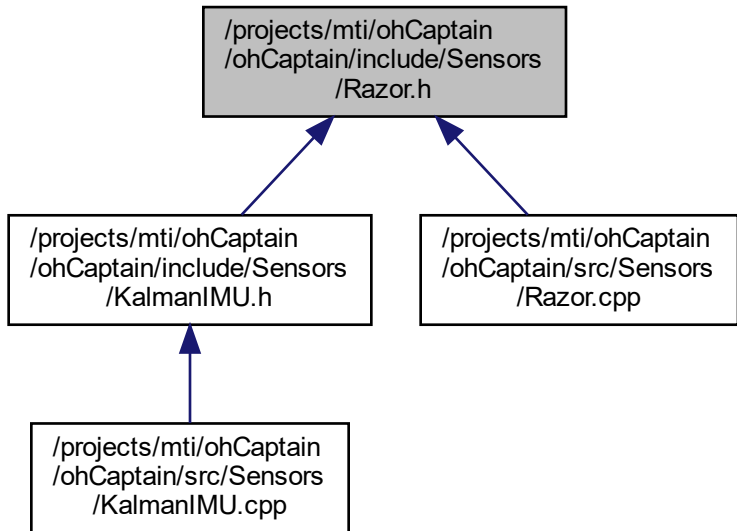 /projects/mti/ohCaptain
/ohCaptain/include/Sensors
/Razor.h
/projects/mti/ohCaptain
/ohCaptain/include/Sensors
/KalmanIMU.h
/projects/mti/ohCaptain
/ohCaptain/src/Sensors
/Razor.cpp
/projects/mti/ohCaptain
/ohCaptain/src/Sensors
/KalmanIMU.cpp